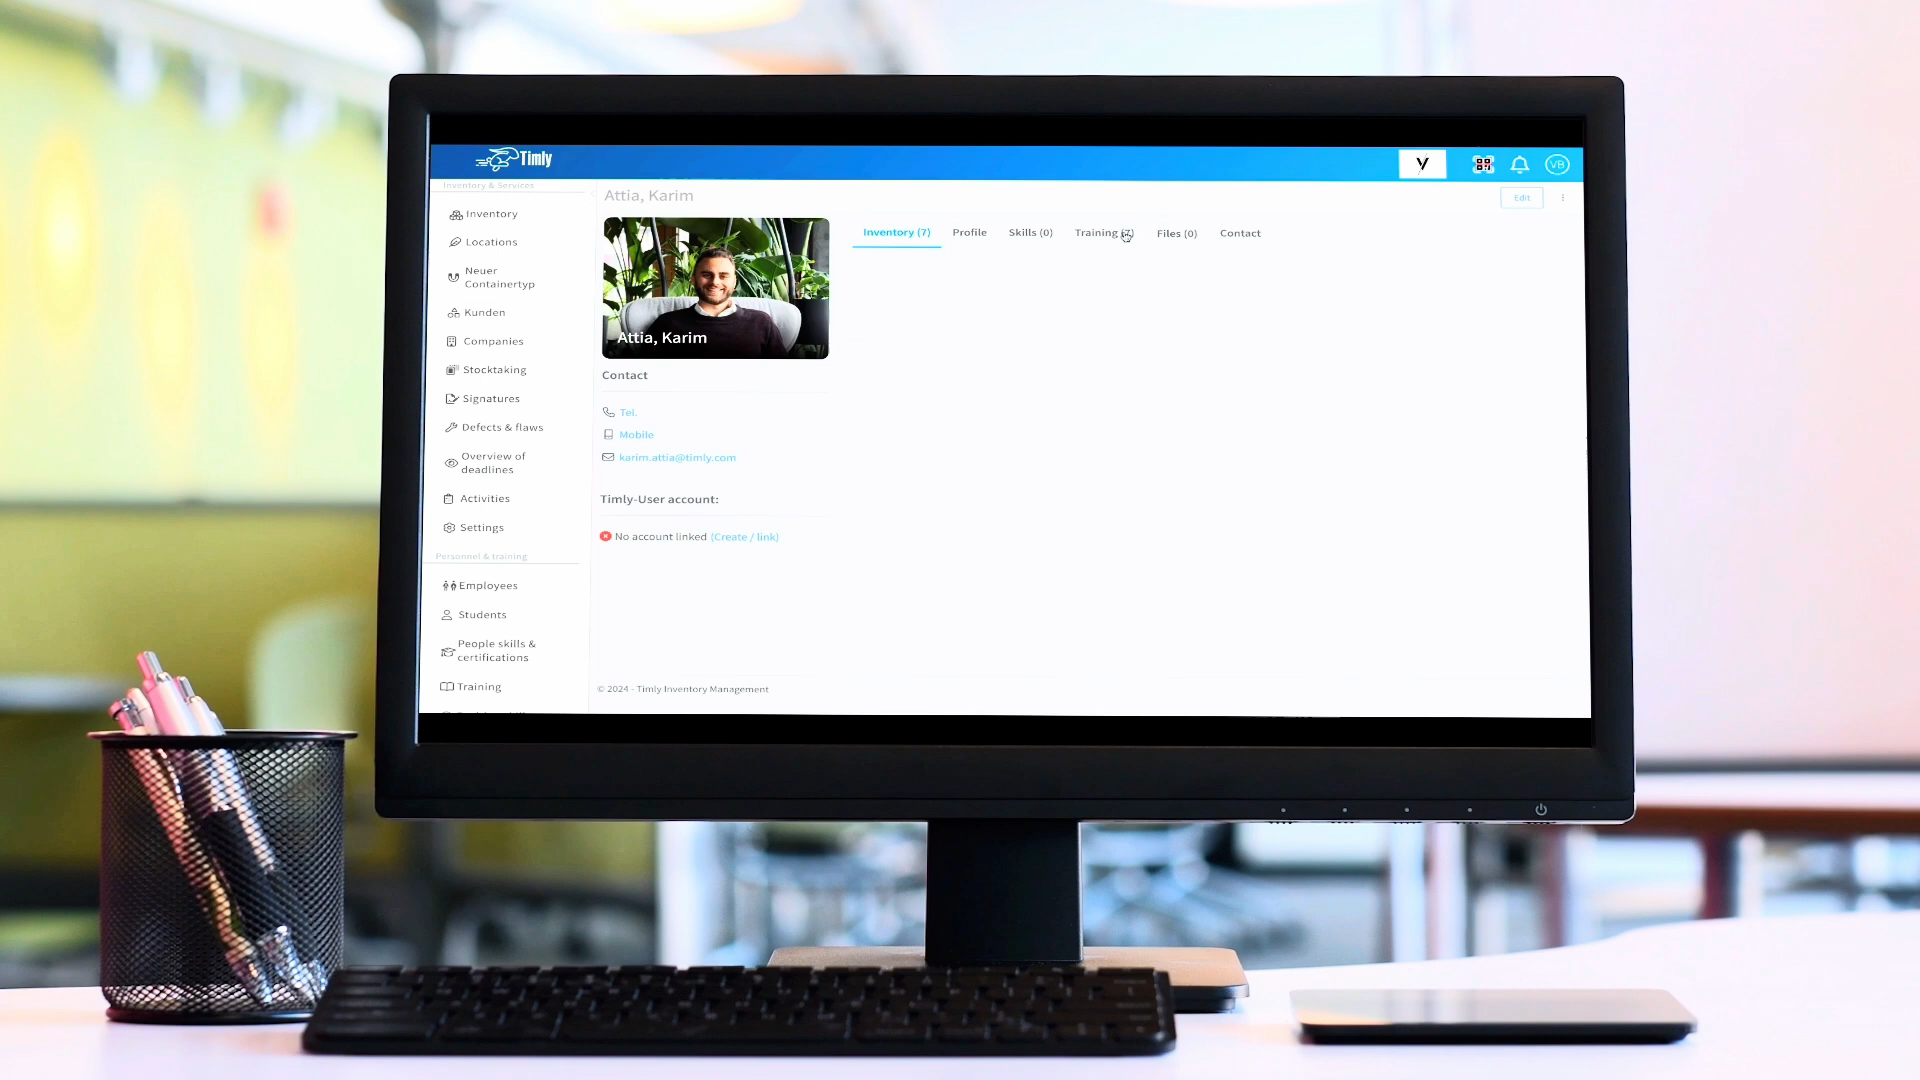 Timly
y
VB
Inventory & Services
Attia, Karim
Edit
Inventory
Locations
Neuer
Containertyp
Kunden
Companies
Stocktaking
Signatures
Defects & flaws
Overview of
deadlines
Activities
Settings
Personnel & training
Employees
Students
People skills &
certifications
Training
Attia, Karim
Contact
Tel.
Mobile
karim.attia@timly.com
Timly-User account:
No account linked (Create / link)
Inventory (7)
Profile
Skills (0)
Training
Files (0)
Contact
© 2024 - Timly Inventory Management